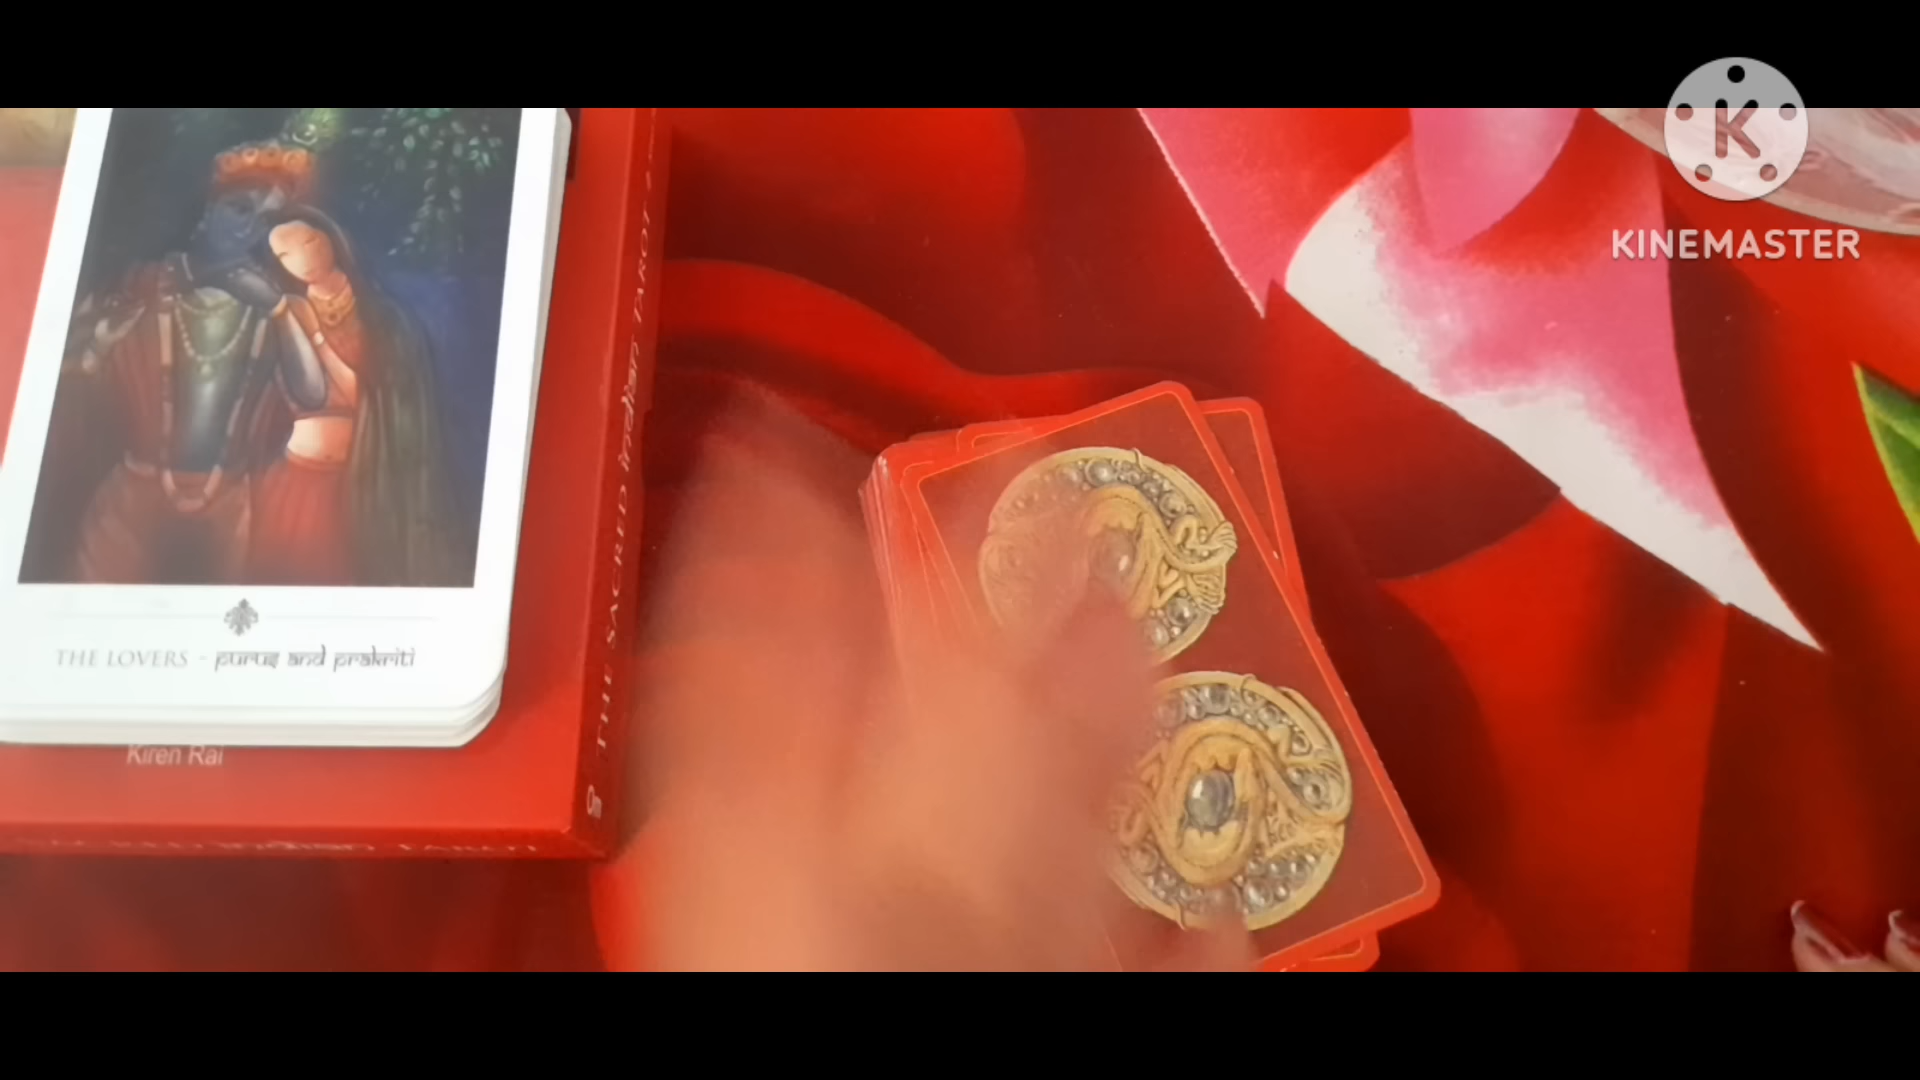 K
KINEMASTER
THE SACRED indian TAROT
THE LOVERS - purus and prakriti
Kiren Rai